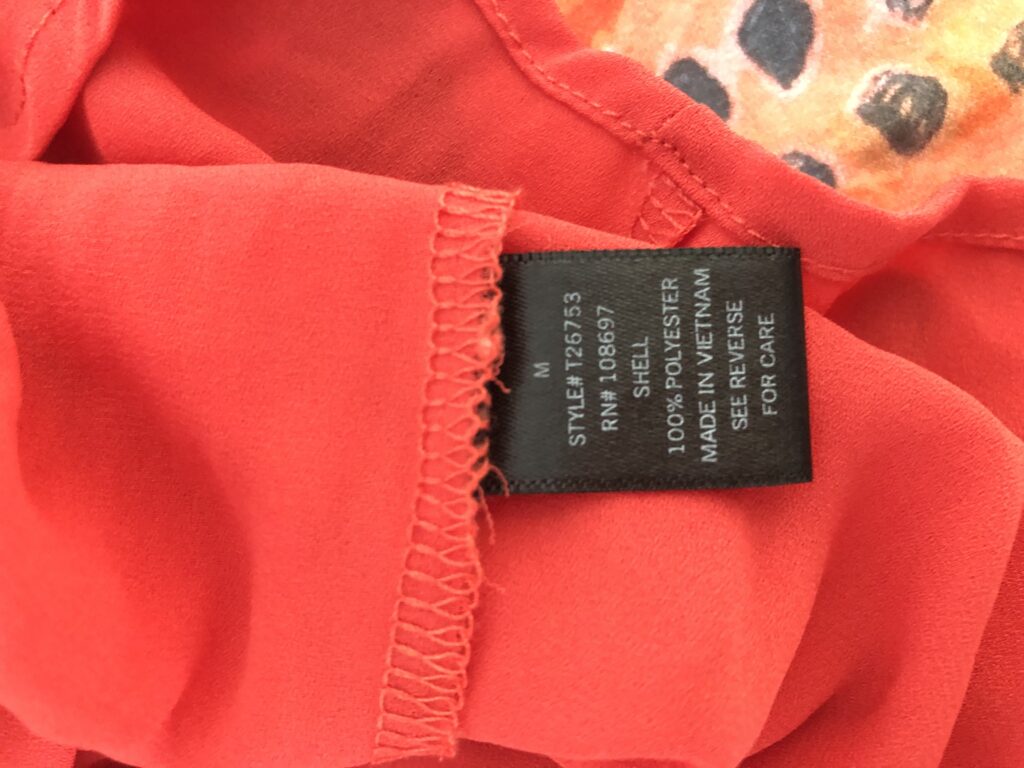 M
STYLE# T26753
RN# 108697
SHELL
100% POLYESTER
MADE IN VIETNAM
SEE REVERSE
FOR CARE